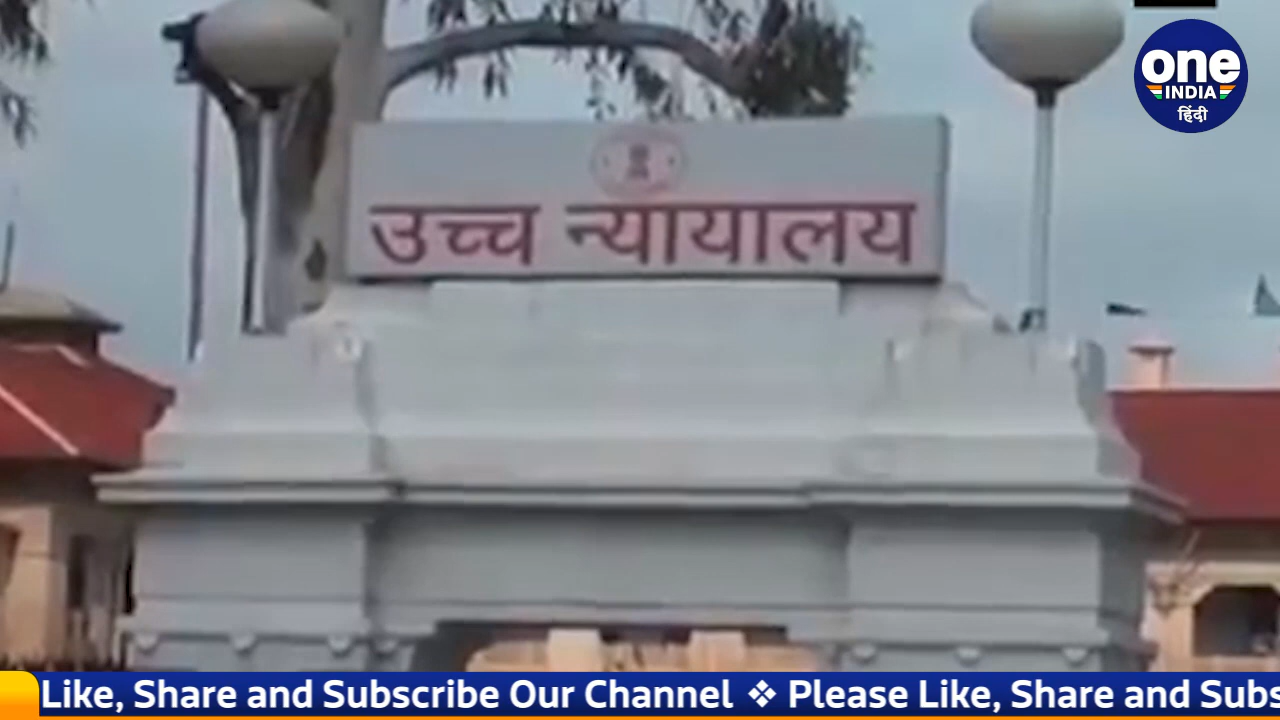 one
INDIA
हिंदी
उच्च न्यायालय
Like, Share and Subscribe Our Channel ❖ Please Like, Share and Subs